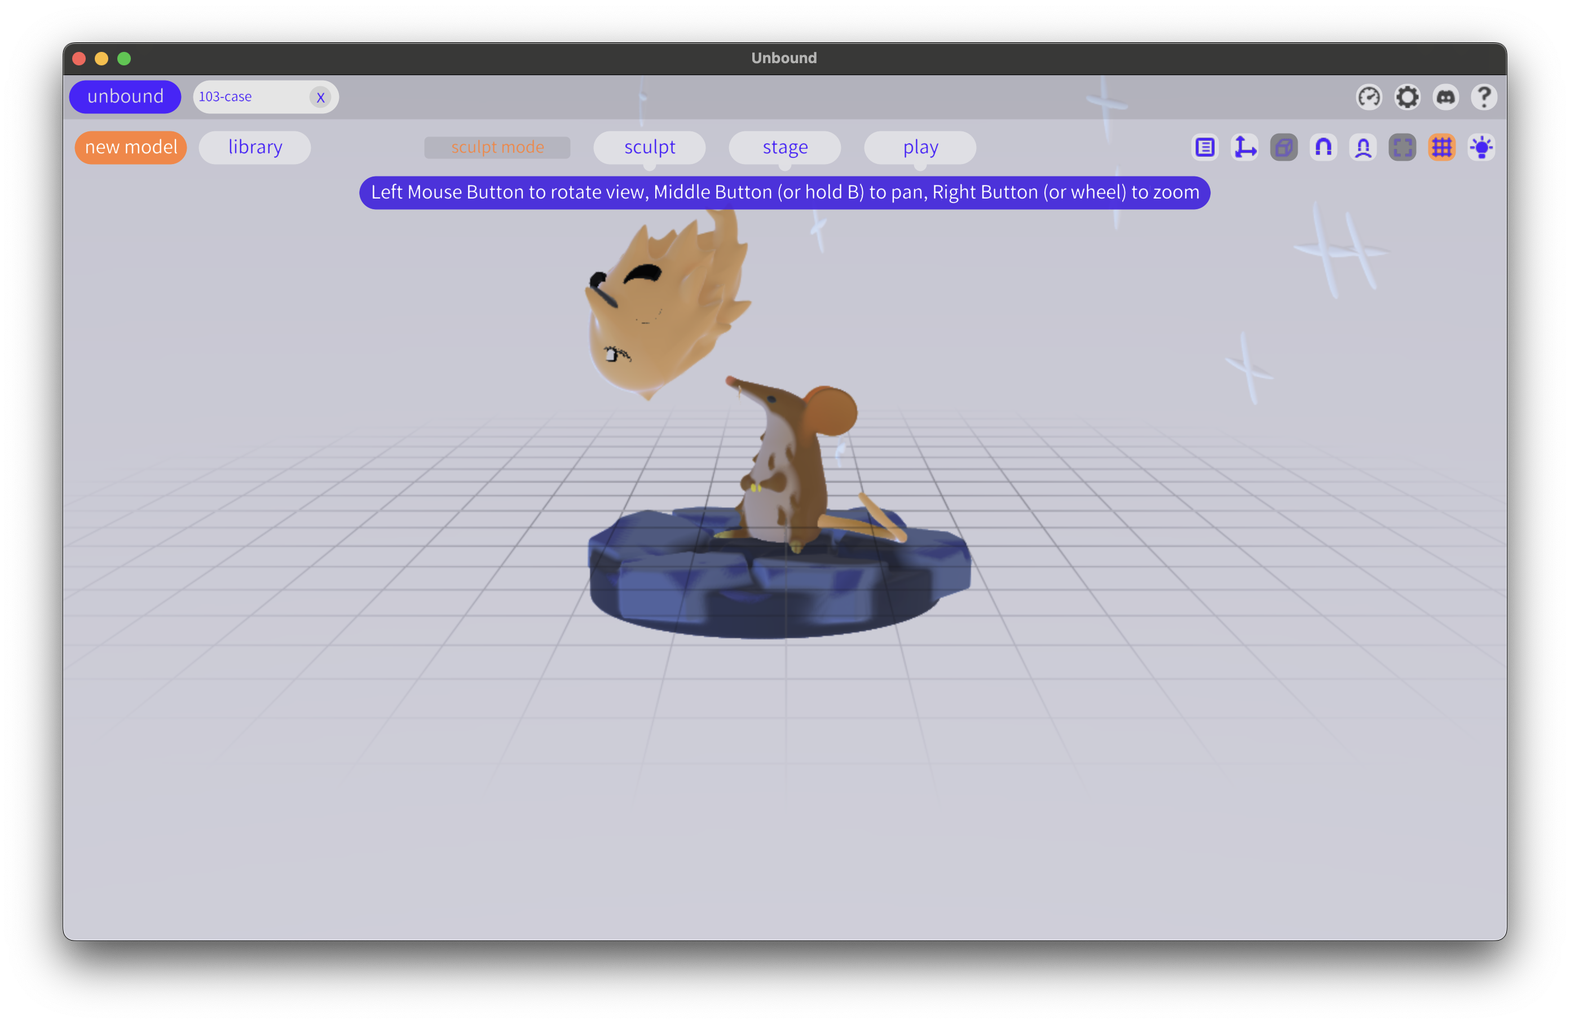 Unbound
unbound
103-case
X
new model
library
sculpt mode
sculpt
stage
play
Left Mouse Button to rotate view, Middle Button (or hold B) to pan, Right Button (or wheel) to zoom